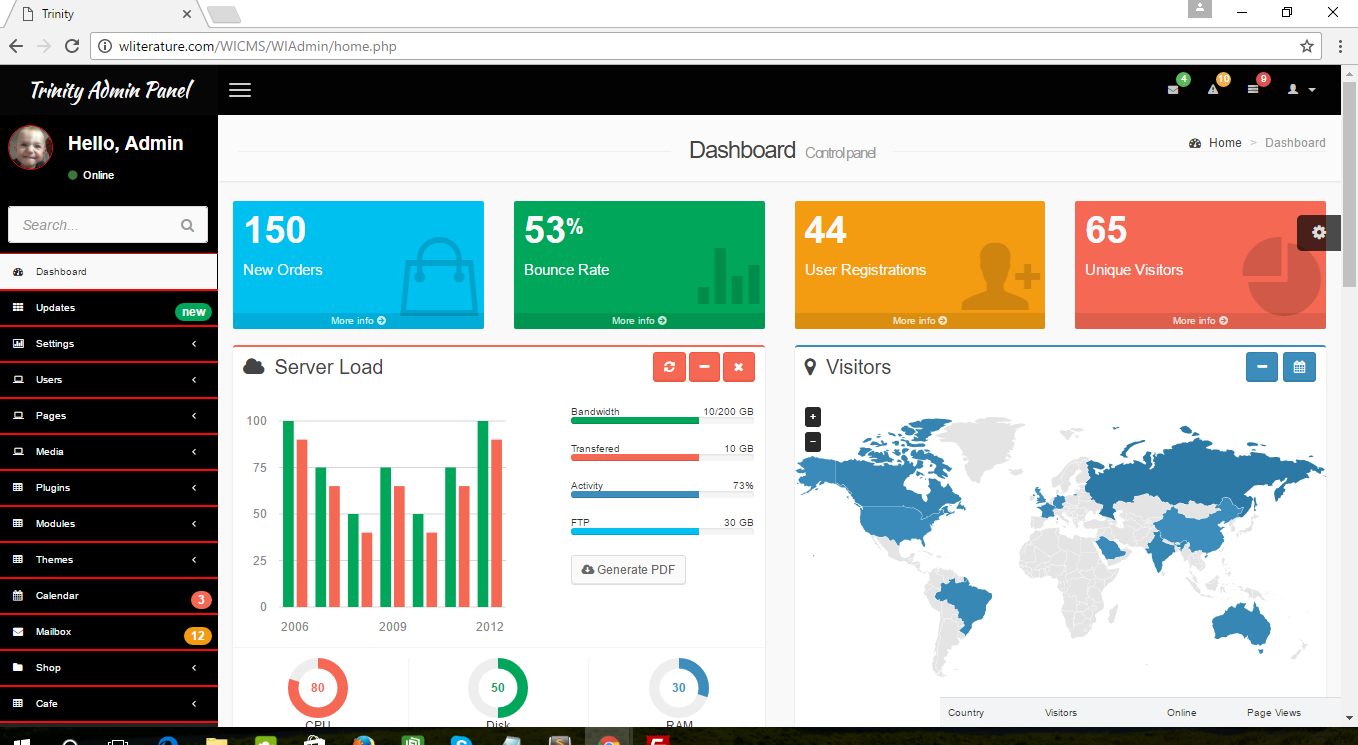 Trinity
wliterature.com/WICMS/WIAdmin/home.php
Trinity Admin Panel
4
10
9
Hello, Admin
Online
Search...
Dashboard
Updates new
Settings
Users
Pages
Media
Plugins
Modules
Themes
Calendar 3
Mailbox 12
Shop
Cafe
Dashboard Control panel
Home > Dashboard
150
New Orders
More info
53%
Bounce Rate
More info
44
User Registrations
More info
65
Unique Visitors
More info
Server Load
100
75
50
25
0
2006 2009 2012
Bandwidth 10/200 GB
Transfered 10 GB
Activity 73%
FTP 30 GB
Generate PDF
80
CPU
50
Disk
30
RAM
Visitors
+
−
Country Visitors Online Page Views